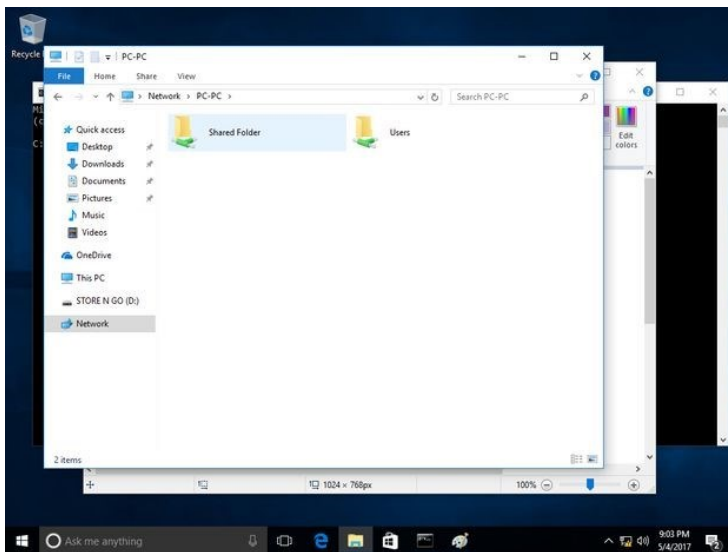 Recycle
PC-PC
File Home Share View
Network > PC-PC >
Search PC-PC
Quick access
Desktop
Downloads
Documents
Pictures
Music
Videos
OneDrive
This PC
STORE N GO (D:)
Network
Shared Folder
Users
2 items
Mi
(c
C:
Edit
colors
1024 × 768px
100%
Ask me anything
9:03 PM
5/4/2017